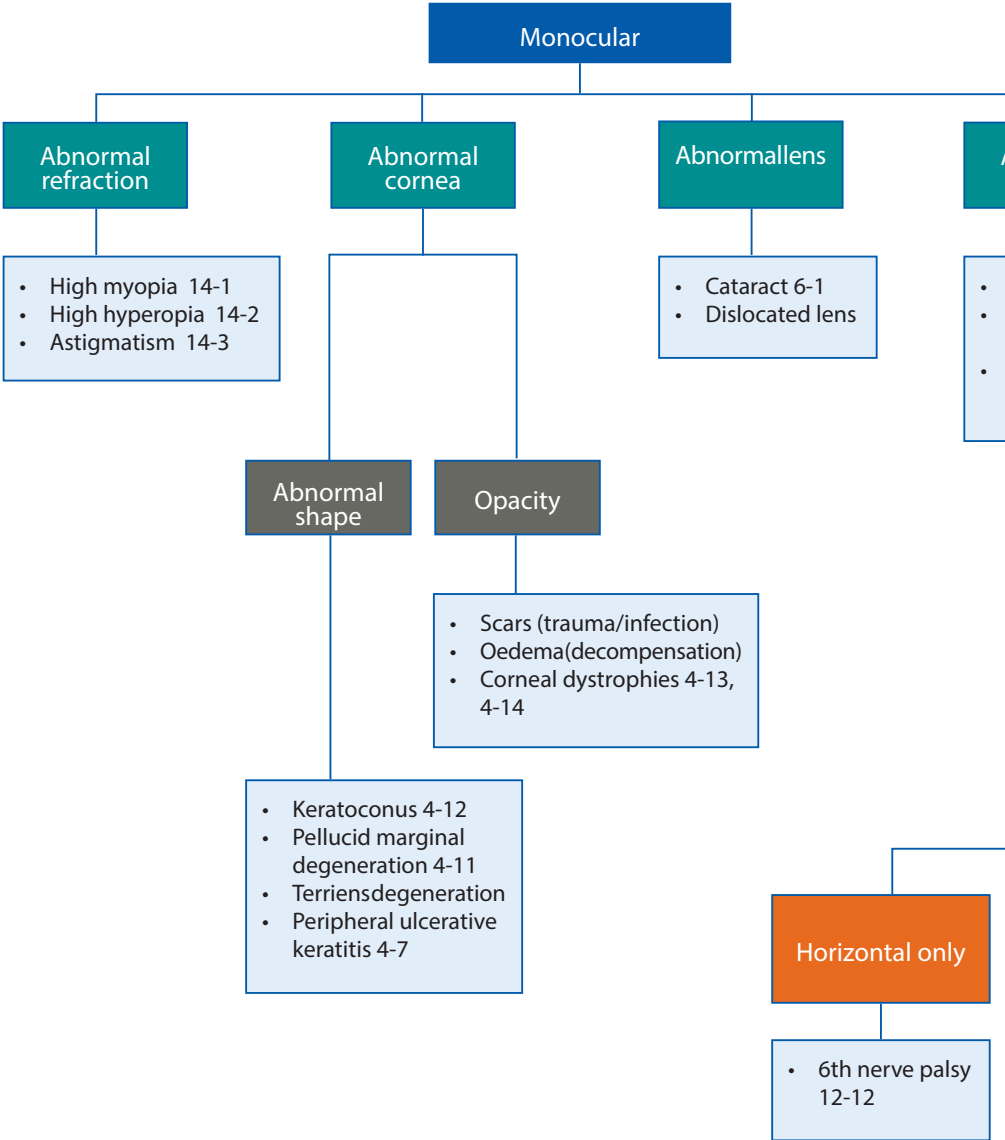 Monocular
Abnormal
refraction
Abnormal
cornea
Abnormallens
• High myopia 14-1
• High hyperopia 14-2
• Astigmatism 14-3
• Cataract 6-1
• Dislocated lens
Abnormal
shape
Opacity
• Scars (trauma/infection)
• Oedema(decompensation)
• Corneal dystrophies 4-13,
4-14
• Keratoconus 4-12
• Pellucid marginal
degeneration 4-11
• Terriensdegeneration
• Peripheral ulcerative
keratitis 4-7
Horizontal only
• 6th nerve palsy
12-12